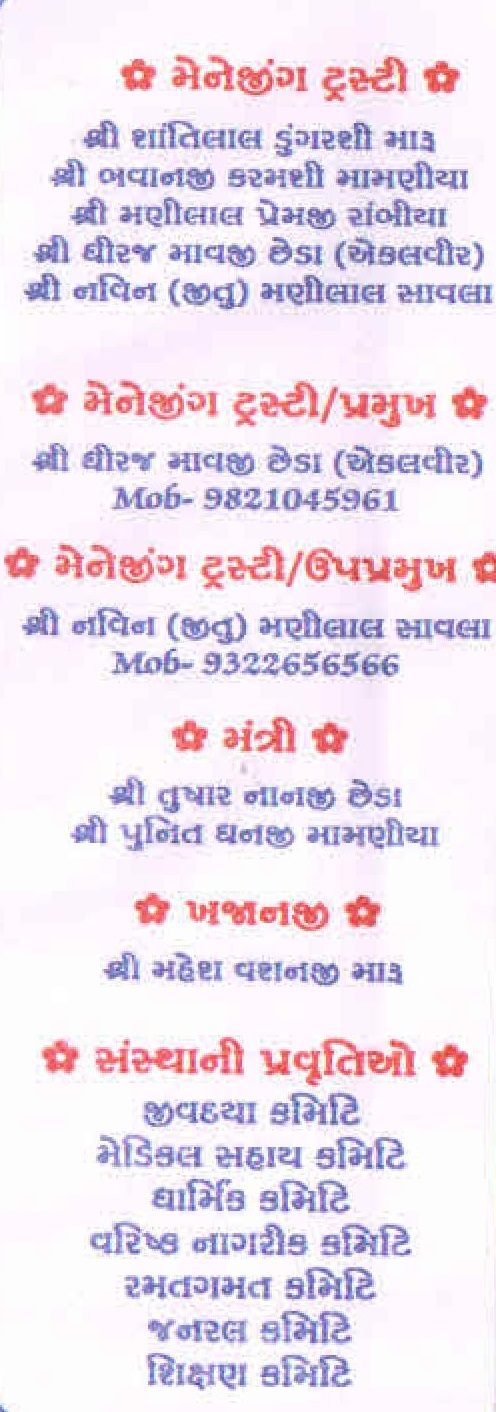 ✿ મેનેજીંગ ટ્રસ્ટી ✿
શ્રી શાંતિલાલ ડુંગરશી મારૂ
શ્રી બવાનજી કરમશી મામણીયા
શ્રી મણીલાલ પ્રેમજી રાંભીયા
શ્રી ધીરજ માવજી છેડા (એકલવીર)
શ્રી નવિન (જીતુ) મણીલાલ સાવલા
✿ મેનેજીંગ ટ્રસ્ટી/પ્રમુખ ✿
શ્રી ધીરજ માવજી છેડા (એકલવીર)
Mob- 9821045961
✿ મેનેજીંગ ટ્રસ્ટી/ઉપપ્રમુખ ✿
શ્રી નવિન (જીતુ) મણીલાલ સાવલા
Mob- 9322656566
✿ મંત્રી ✿
શ્રી તુષાર નાનજી છેડા
શ્રી પુનિત ધનજી મામણીયા
✿ ખજાનજી ✿
શ્રી મહેશ વશનજી મારૂ
✿ સંસ્થાની પ્રવૃતિઓ ✿
જીવદયા કમિટિ
મેડિકલ સહાય કમિટિ
ધાર્મિક કમિટિ
વરિષ્ક નાગરીક કમિટિ
રમતગમત કમિટિ
જનરલ કમિટિ
શિક્ષણ કમિટિ